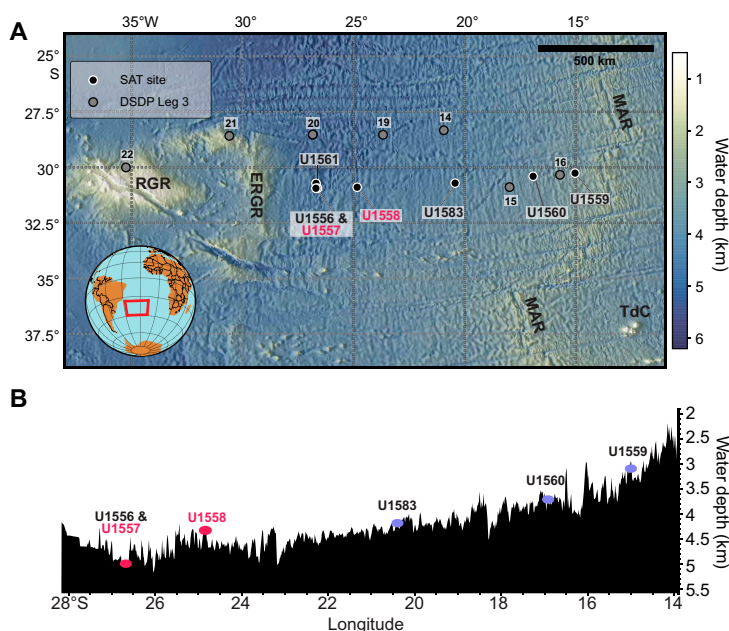 A
35°W 30° 25° 20° 15°
25°
S
27.5°
30°
32.5°
35°
37.5°
SAT site
DSDP Leg 3
500 km
MAR
21
20
19
14
22
RGR
ERGR
U1561
U1556 &
U1557
U1558
U1583
15
U1560
16
U1559
MAR
TdC
1
2
3
4
5
6
Water depth (km)
B
U1556 &
U1557
U1558
U1583
U1560
U1559
2
2.5
3
3.5
4
4.5
5
5.5
Water depth (km)
28°S 26 24 22 20 18 16 14
Longitude